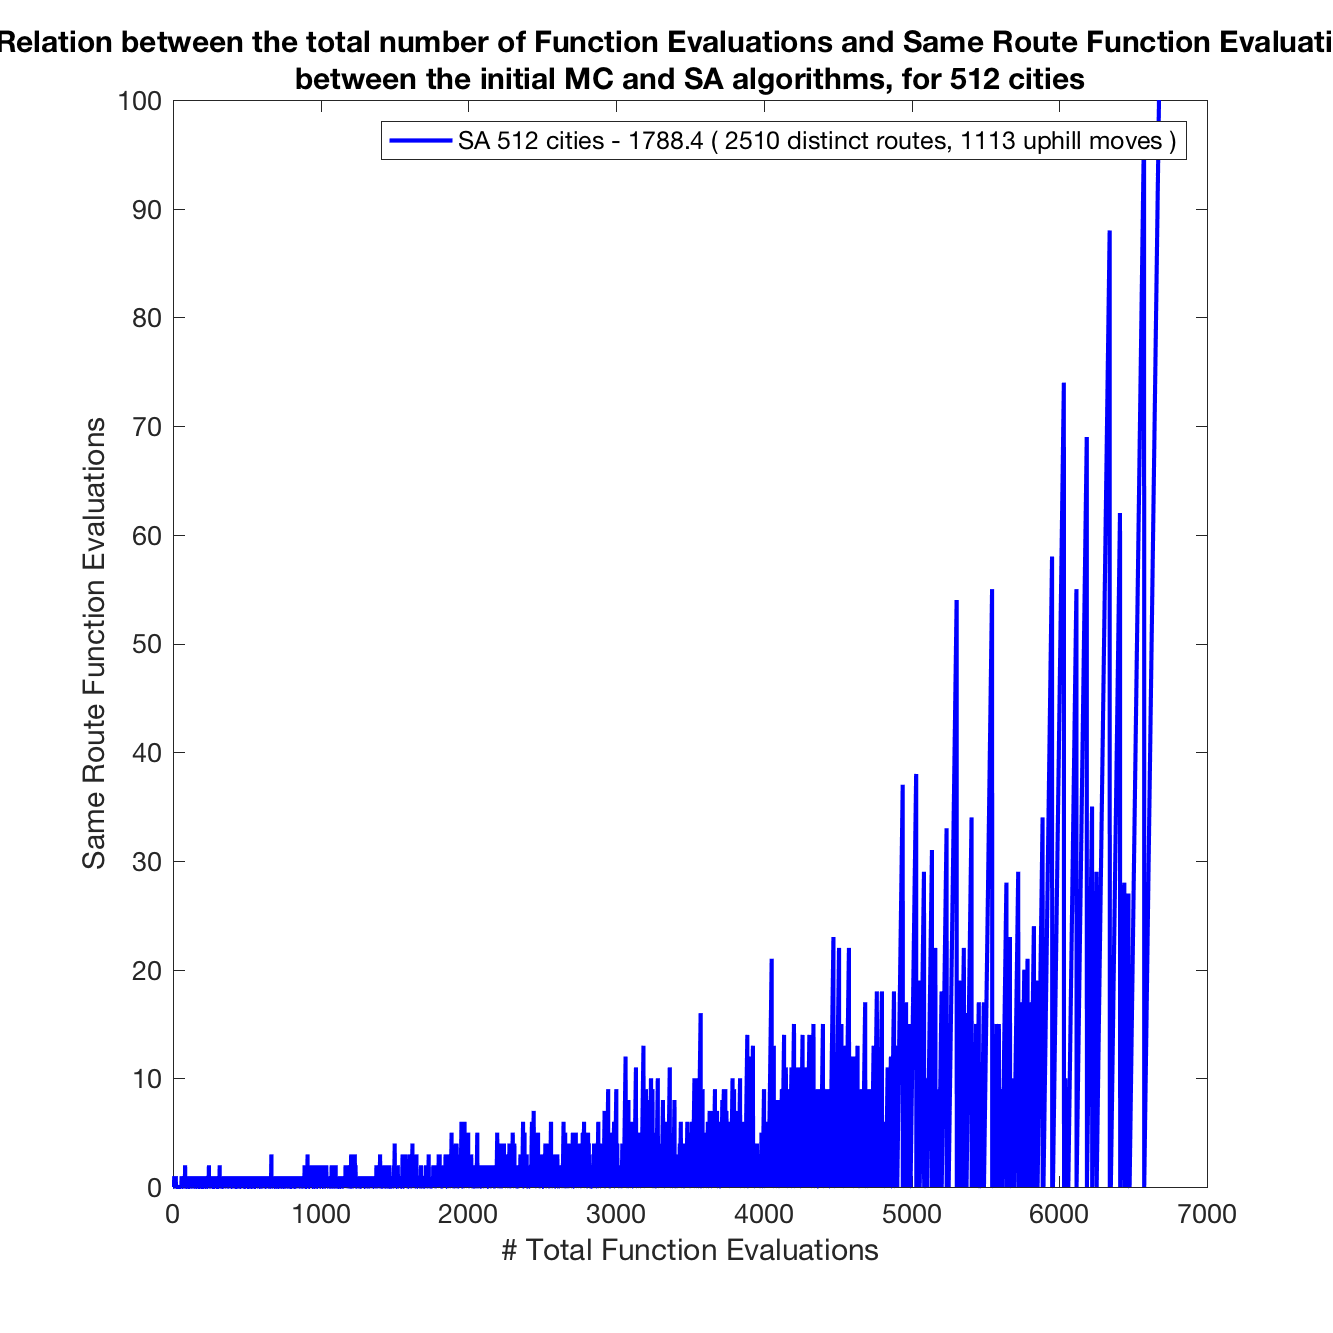 Relation between the total number of Function Evaluations and Same Route Function Evaluati
between the initial MC and SA algorithms, for 512 cities
SA 512 cities - 1788.4 ( 2510 distinct routes, 1113 uphill moves )
100
90
80
70
60
50
40
30
20
10
0
Same Route Function Evaluations
0 1000 2000 3000 4000 5000 6000 7000
# Total Function Evaluations